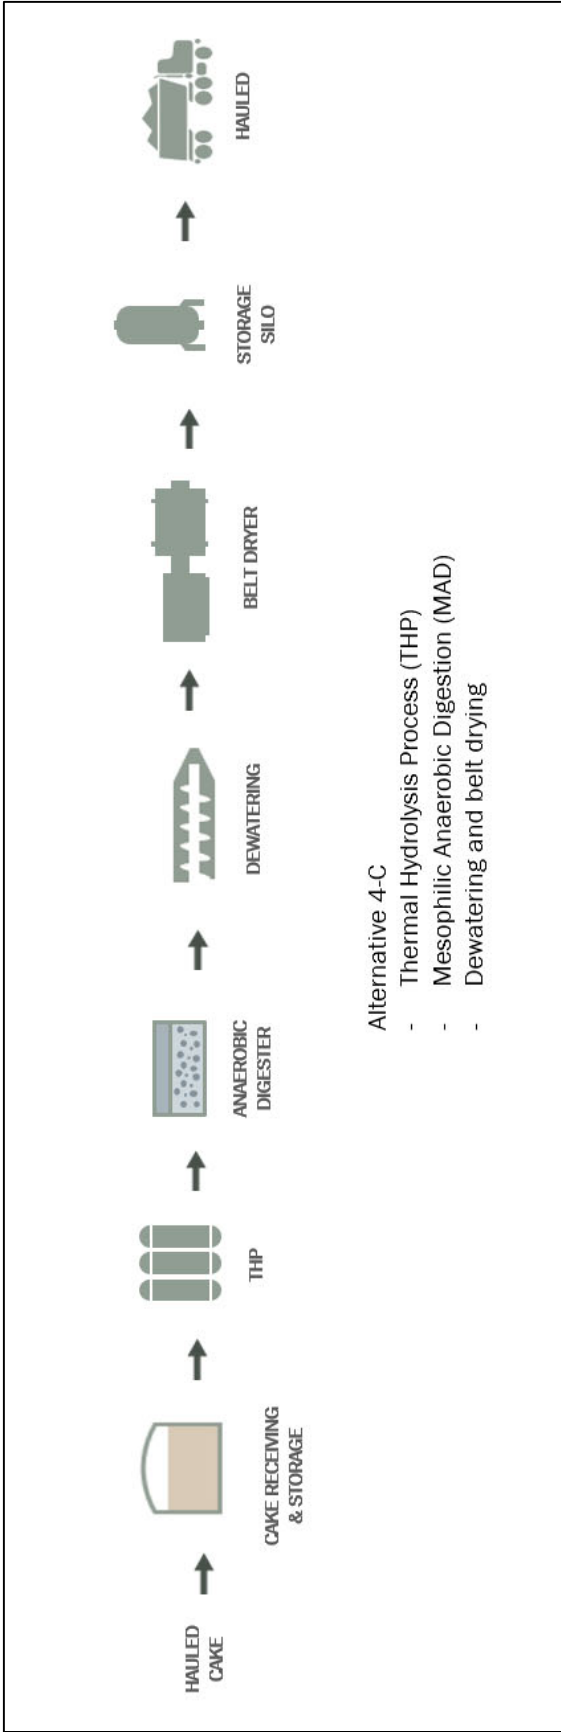 HAULED
CAKE
CAKE RECEIVING
& STORAGE
THP
ANAEROBIC
DIGESTER
DEWATERING
BELT DRYER
STORAGE
SILO
HAULED
Alternative 4-C
- Thermal Hydrolysis Process (THP)
- Mesophilic Anaerobic Digestion (MAD)
- Dewatering and belt drying